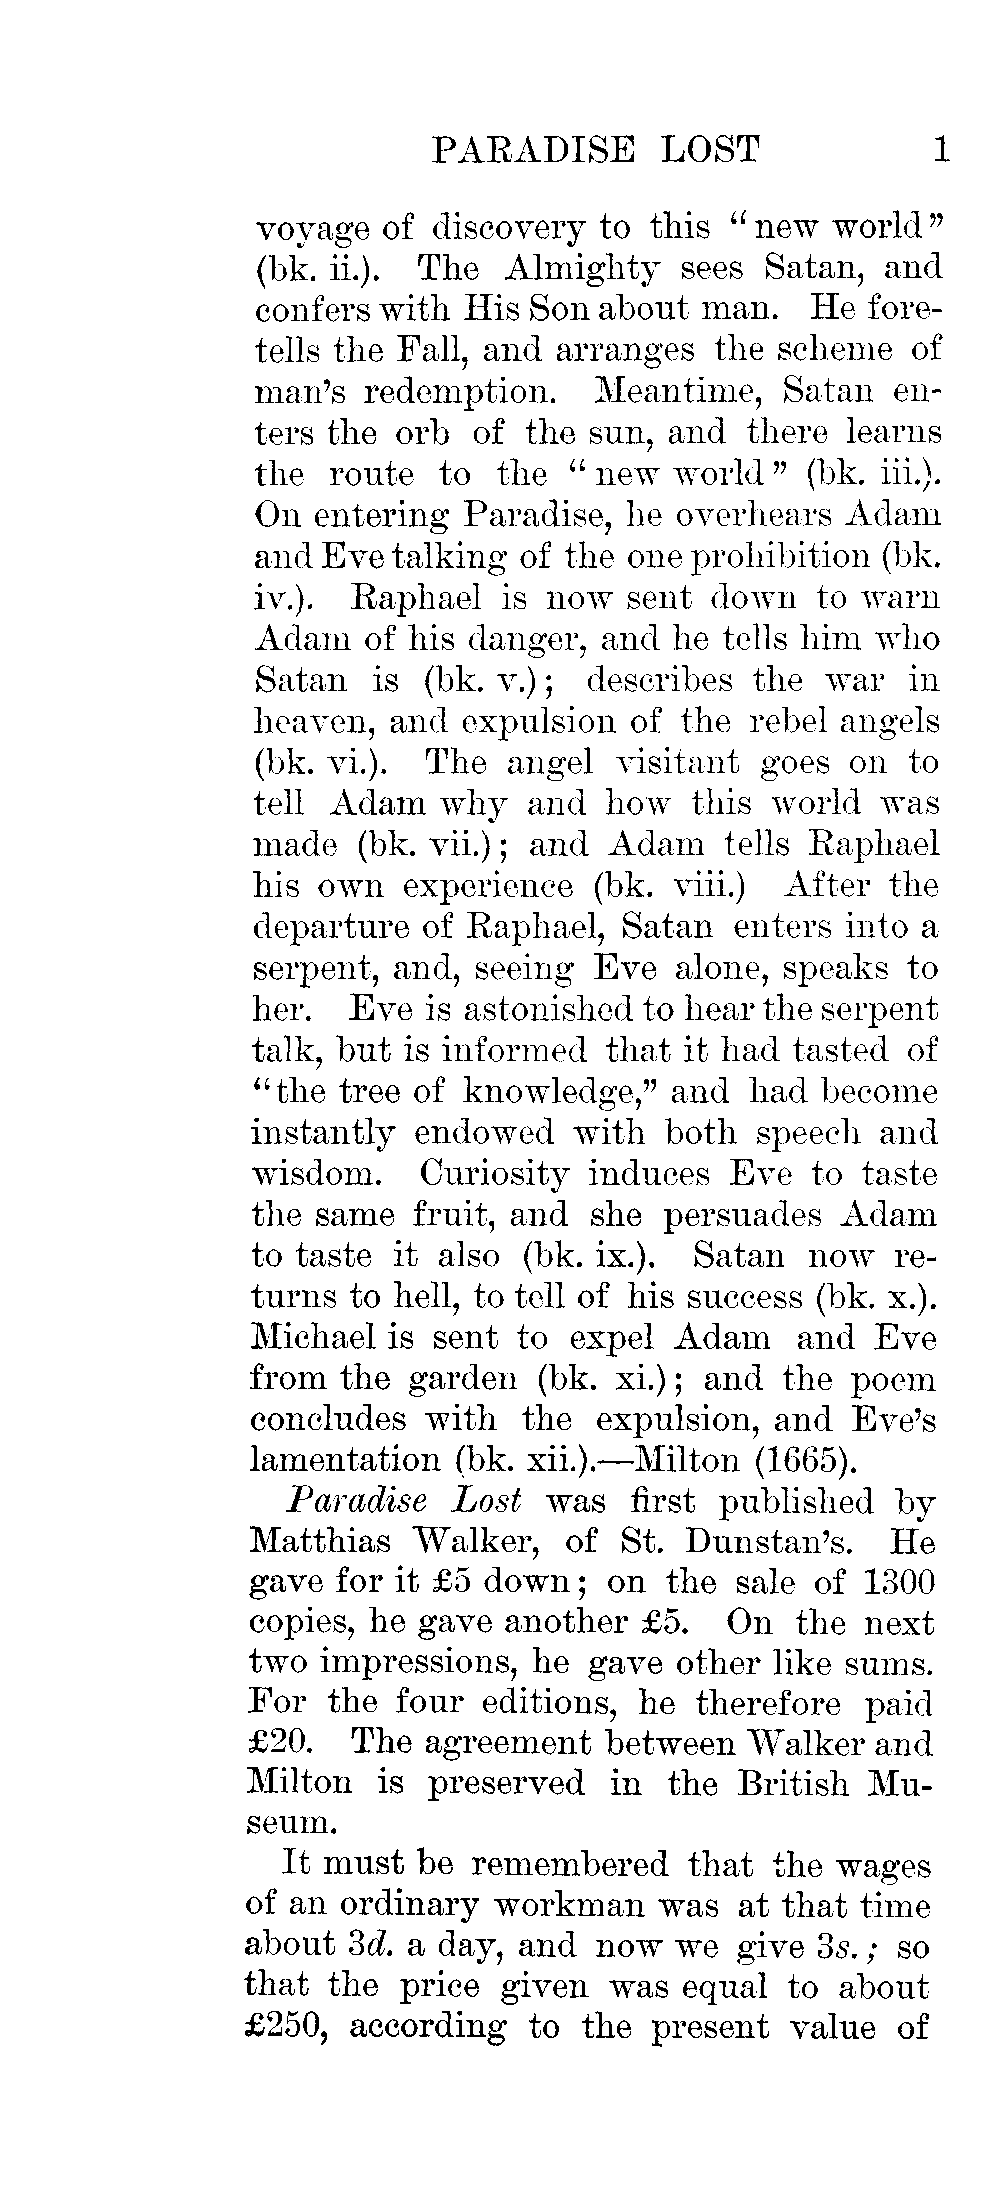 PARADISE LOST 1
voyage of discovery to this “new world”
(bk. ii.). The Almighty sees Satan, and
confers with His Son about man. He fore-
tells the Fall, and arranges the scheme of
man’s redemption. Meantime, Satan en-
ters the orb of the sun, and there learns
the route to the “new world” (bk. iii.).
On entering Paradise, he overhears Adam
and Eve talking of the one prohibition (bk.
iv.). Raphael is now sent down to warn
Adam of his danger, and he tells him who
Satan is (bk. v.); describes the war in
heaven, and expulsion of the rebel angels
(bk. vi.). The angel visitant goes on to
tell Adam why and how this world was
made (bk. vii.); and Adam tells Raphael
his own experience (bk. viii.) After the
departure of Raphael, Satan enters into a
serpent, and, seeing Eve alone, speaks to
her. Eve is astonished to hear the serpent
talk, but is informed that it had tasted of
“the tree of knowledge,” and had become
instantly endowed with both speech and
wisdom. Curiosity induces Eve to taste
the same fruit, and she persuades Adam
to taste it also (bk. ix.). Satan now re-
turns to hell, to tell of his success (bk. x.).
Michael is sent to expel Adam and Eve
from the garden (bk. xi.); and the poem
concludes with the expulsion, and Eve’s
lamentation (bk. xii.).—Milton (1665).
Paradise Lost was first published by
Matthias Walker, of St. Dunstan’s. He
gave for it £5 down; on the sale of 1300
copies, he gave another £5. On the next
two impressions, he gave other like sums.
For the four editions, he therefore paid
£20. The agreement between Walker and
Milton is preserved in the British Mu-
seum.
It must be remembered that the wages
of an ordinary workman was at that time
about 3d. a day, and now we give 3s.; so
that the price given was equal to about
£250, according to the present value of